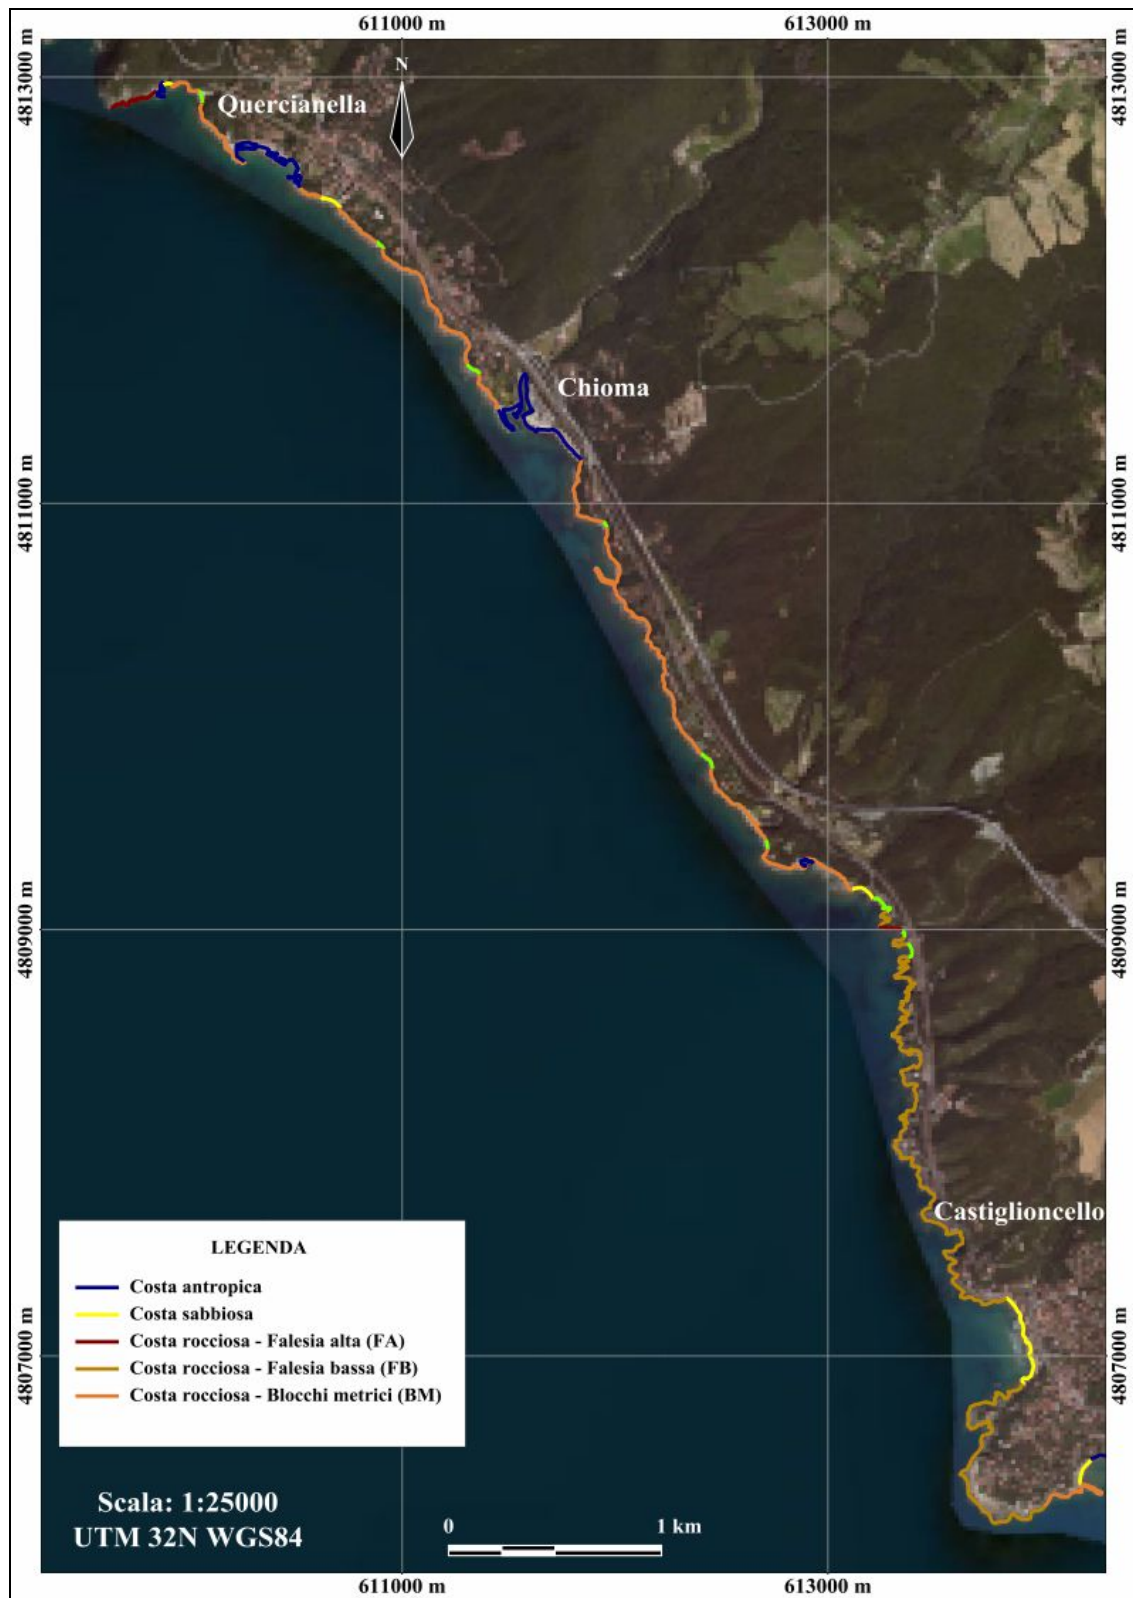 611000 m
613000 m
4813000 m
4813000 m
N
Quercianella
Chioma
4811000 m
4811000 m
4809000 m
4809000 m
Castiglioncello
LEGENDA
Costa antropica
Costa sabbiosa
Costa rocciosa - Falesia alta (FA)
Costa rocciosa - Falesia bassa (FB)
Costa rocciosa - Blocchi metrici (BM)
4807000 m
4807000 m
Scala: 1:25000
UTM 32N WGS84
0
1 km
611000 m
613000 m